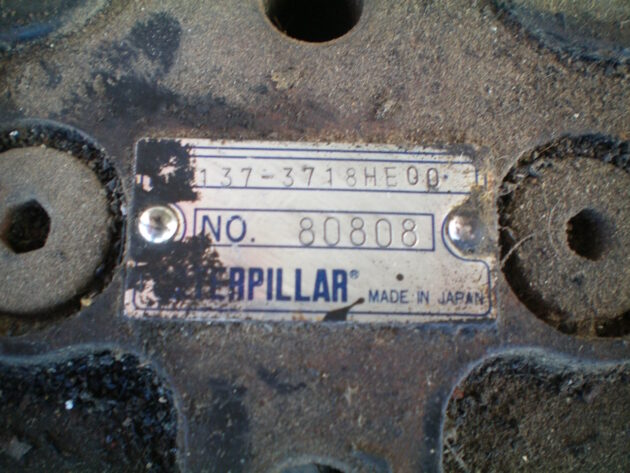 137-3718HE00
NO. 80808
TERPILLAR® MADE IN JAPAN